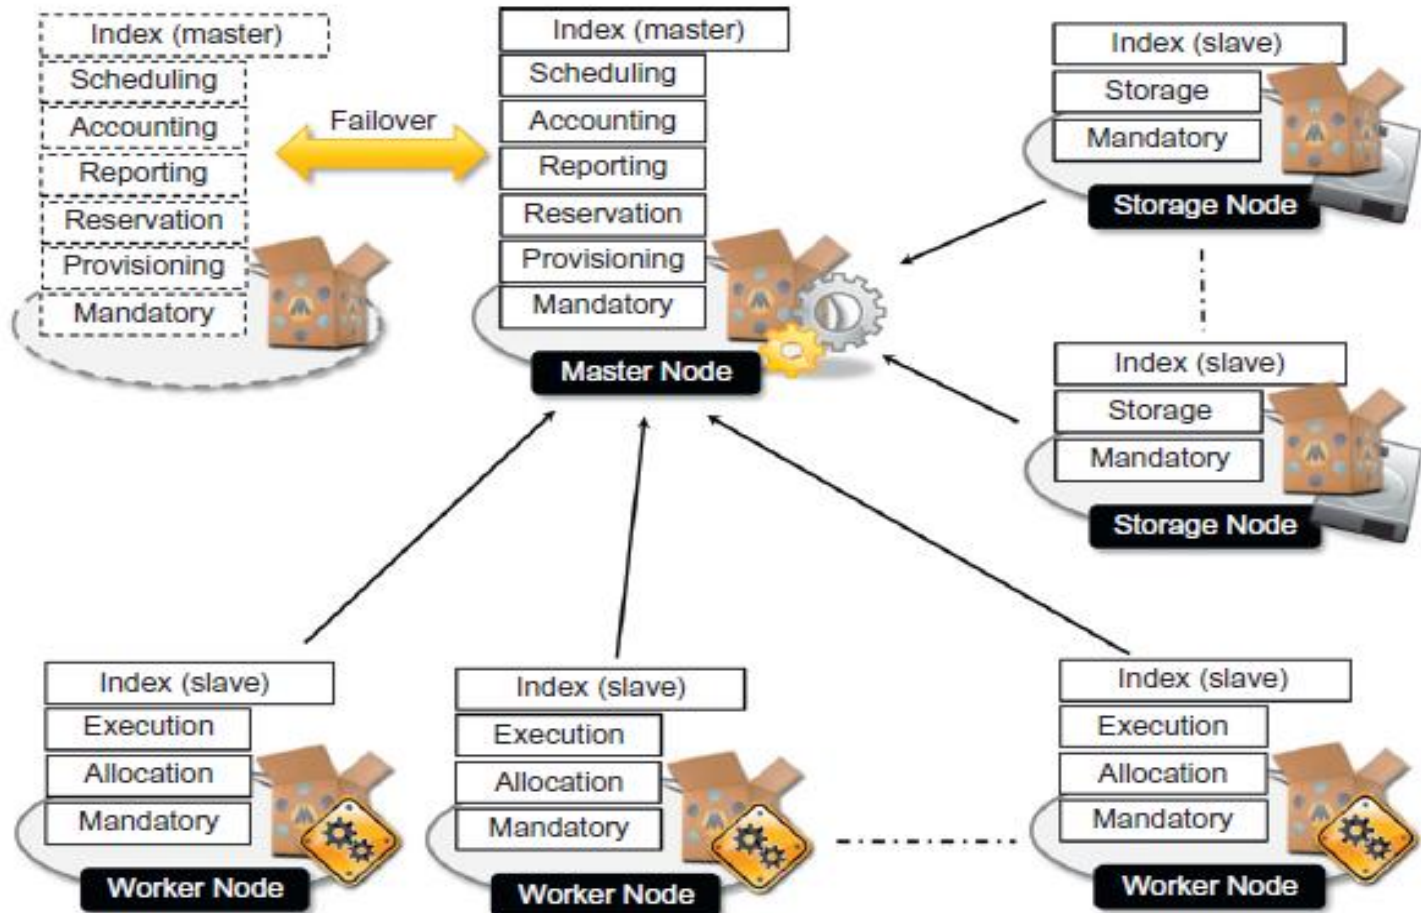 Index (master)
Scheduling
Accounting
Reporting
Reservation
Provisioning
Mandatory
Failover
Index (master)
Scheduling
Accounting
Reporting
Reservation
Provisioning
Mandatory
Master Node
Index (slave)
Storage
Mandatory
Storage Node
Index (slave)
Storage
Mandatory
Storage Node
Index (slave)
Execution
Allocation
Mandatory
Worker Node
Index (slave)
Execution
Allocation
Mandatory
Worker Node
Index (slave)
Execution
Allocation
Mandatory
Worker Node